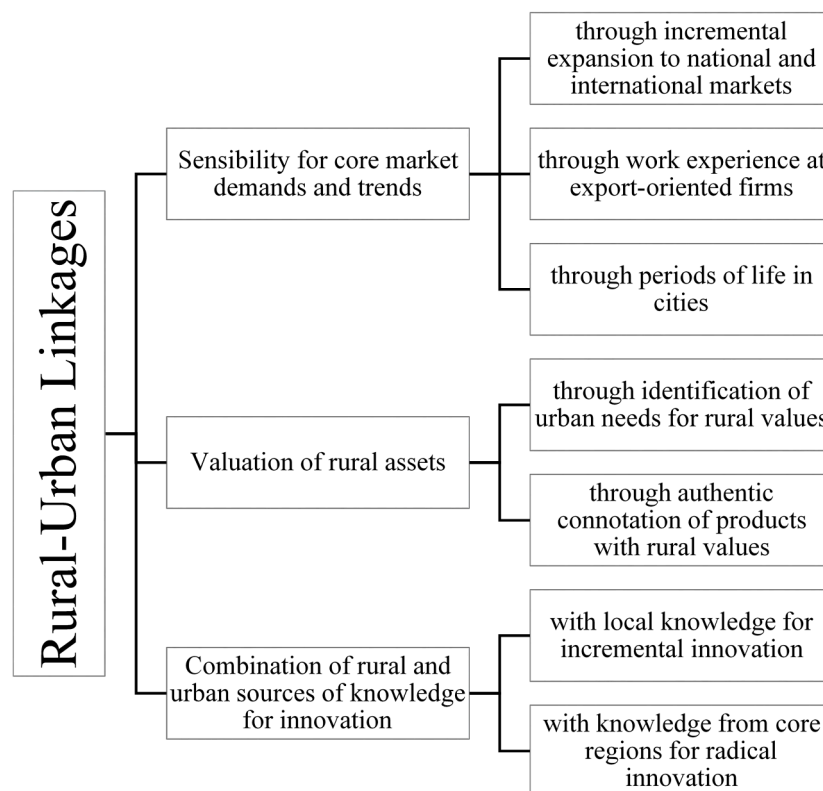 Rural-Urban Linkages
Sensibility for core market
demands and trends
through incremental
expansion to national and
international markets
through work experience at
export-oriented firms
through periods of life in
cities
Valuation of rural assets
through identification of
urban needs for rural values
through authentic
connotation of products
with rural values
Combination of rural and
urban sources of knowledge
for innovation
with local knowledge for
incremental innovation
with knowledge from core
regions for radical
innovation